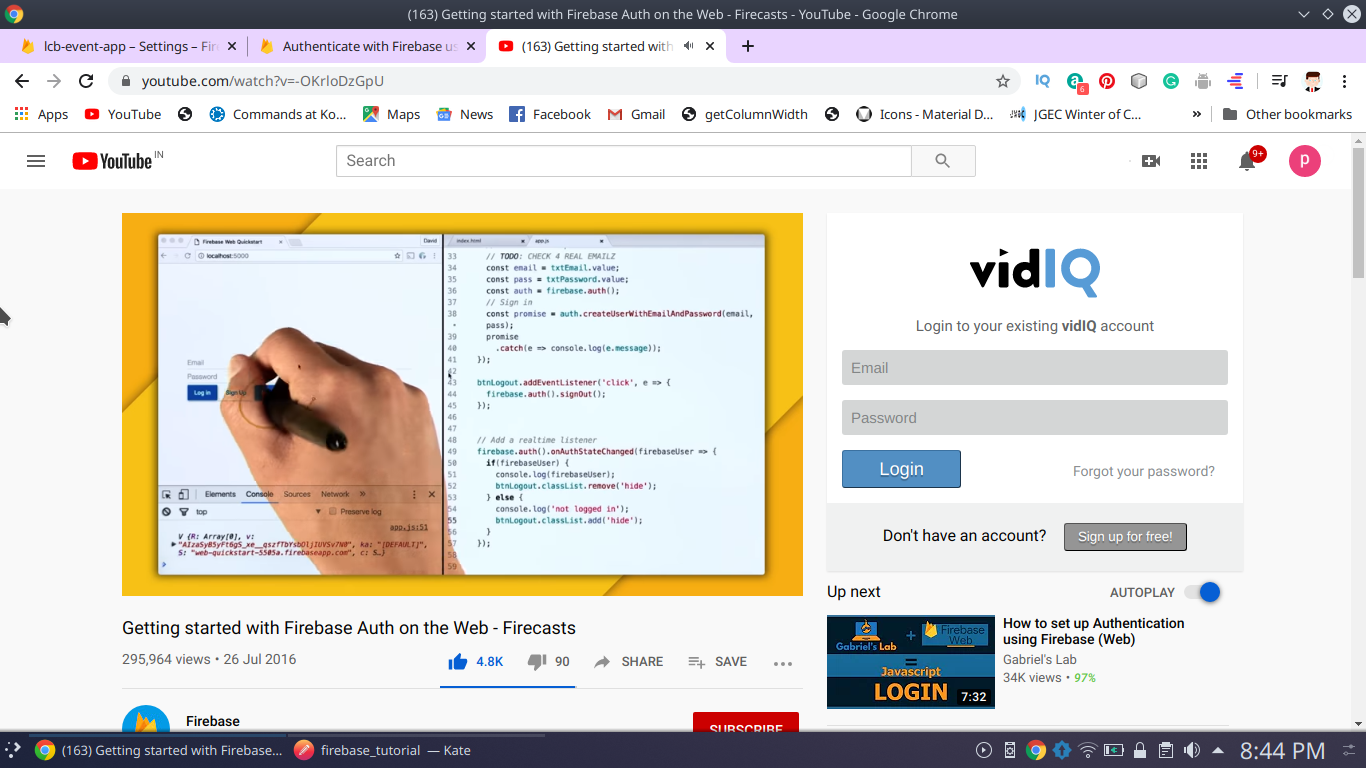 (163) Getting started with Firebase Auth on the Web - Firecasts - YouTube - Google Chrome
lcb-event-app – Settings – Fir
Authenticate with Firebase us
(163) Getting started with
youtube.com/watch?v=-OKrloDzGpU
IQ
6
Apps
YouTube
Commands at Ko...
Maps
News
Facebook
Gmail
getColumnWidth
Icons - Material D...
JGEC Winter of C...
»
Other bookmarks
YouTube IN
Search
9+
p
Firebase Web Quickstart
David
localhost:5000
Email
Password
Log in
Sign Up
Elements Console Sources Network »
top
Preserve log
app.js:51
V {R: Array[0], v:
"web-quickstart-5505a.firebaseapp.com", c: S…}
index.html
app.js
33 // TODO: CHECK 4 REAL EMAILZ
34 const email = txtEmail.value;
35 const pass = txtPassword.value;
36 const auth = firebase.auth();
37 // Sign in
38 const promise = auth.createUserWithEmailAndPassword(email,
pass);
39 promise
40 .catch(e => console.log(e.message));
41 });
42
43 btnLogout.addEventListener('click', e => {
44 firebase.auth().signOut();
45 });
46
47
48 // Add a realtime listener
49 firebase.auth().onAuthStateChanged(firebaseUser => {
50 if(firebaseUser) {
51 console.log(firebaseUser);
52 btnLogout.classList.remove('hide');
53 } else {
54 console.log('not logged in');
55 btnLogout.classList.add('hide');
56 }
57 });
58
59
Getting started with Firebase Auth on the Web - Firecasts
295,964 views • 26 Jul 2016
4.8K
90
SHARE
SAVE
Firebase
SUBSCRIBE
vidIQ
Login to your existing vidIQ account
Email
Password
Login
Forgot your password?
Don't have an account?
Sign up for free!
Up next
AUTOPLAY
Gabriel's Lab
+
Firebase Web
=
Javascript
LOGIN
7:32
How to set up Authentication
using Firebase (Web)
Gabriel's Lab
34K views • 97%
(163) Getting started with Firebase...
firebase_tutorial — Kate
8:44 PM